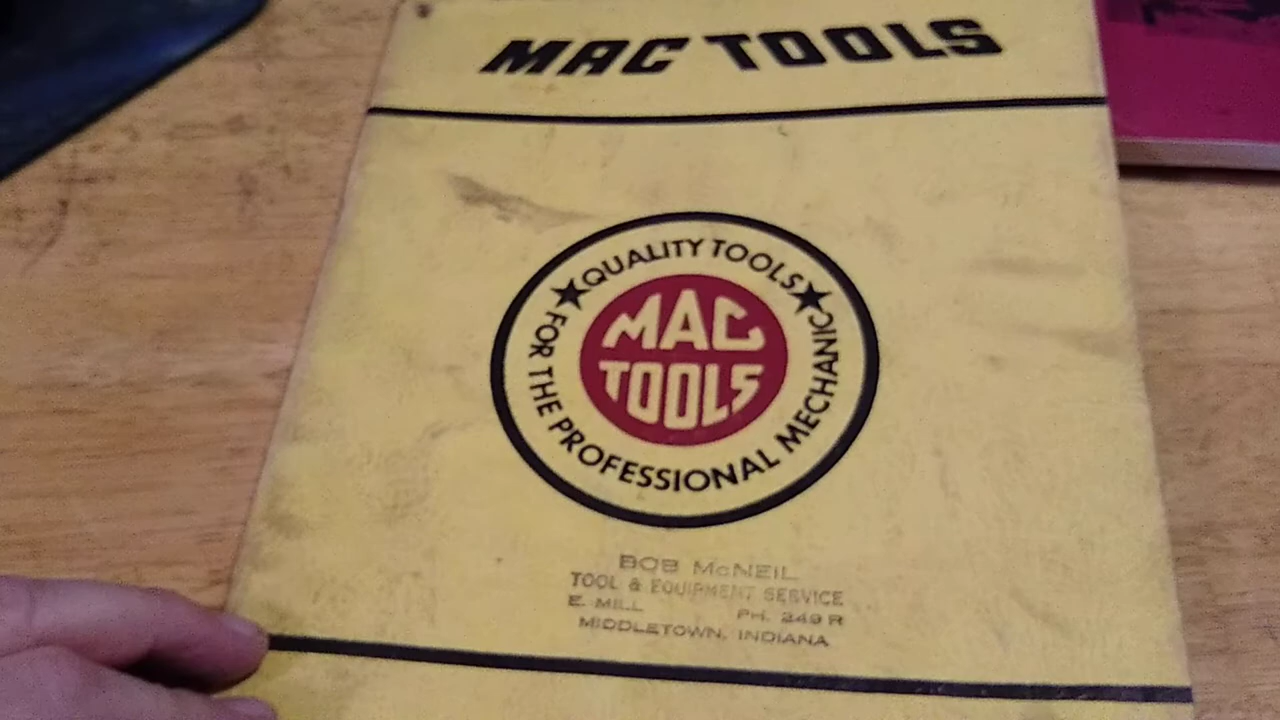 MAC TOOLS
★ QUALITY TOOLS ★
FOR THE PROFESSIONAL MECHANIC
MAC
TOOLS
BOB McNEIL
TOOL & EQUIPMENT SERVICE
E. MILL PH. 249 R
MIDDLETOWN, INDIANA